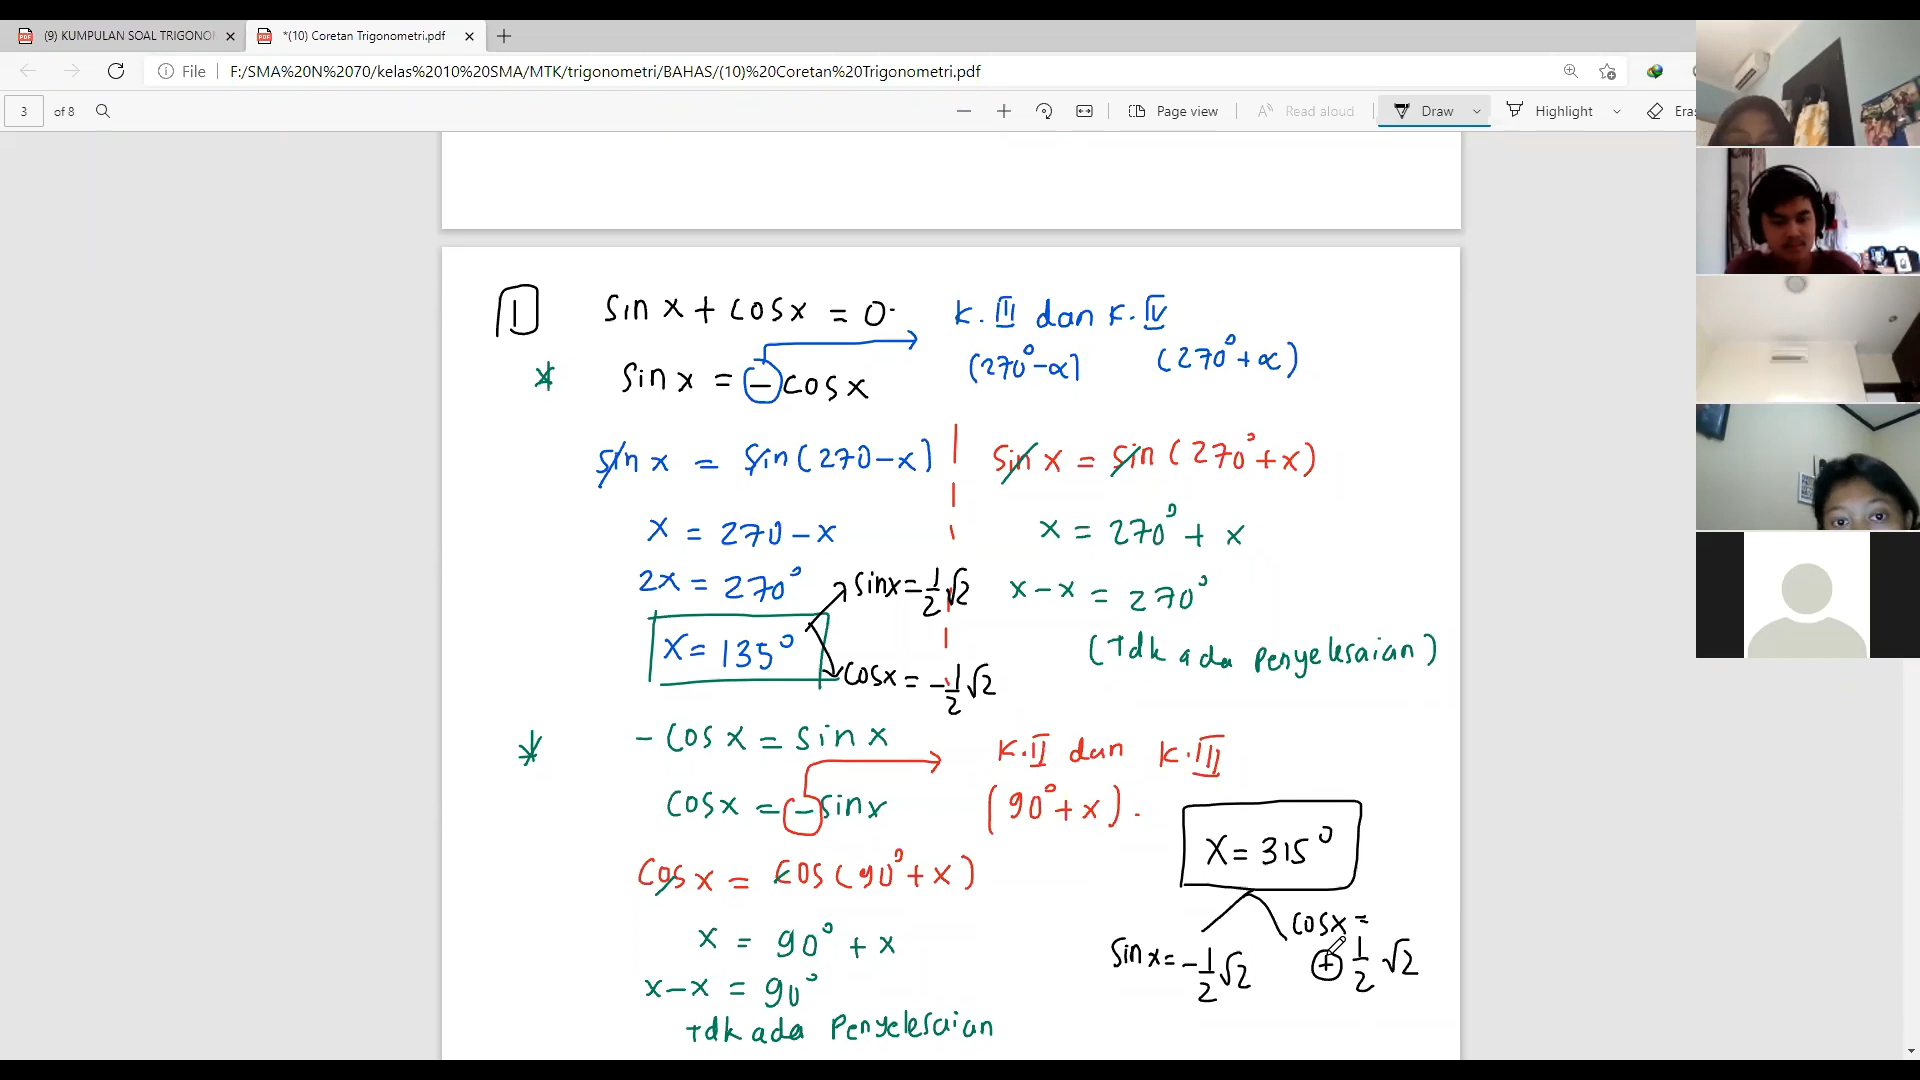 (9) KUMPULAN SOAL TRIGONO
*(10) Coretan Trigonometri.pdf
File
F:/SMA%20N%2070/kelas%2010%20SMA/MTK/trigonometri/BAHAS/(10)%20Coretan%20Trigonometri.pdf
3 of 8
Page view
Read aloud
Draw
Highlight
Eras
1
sin x + cos x = 0.
K. III dan K. IV
(270° - α) (270° + α)
* sin x = - cos x
sin x = sin (270 - x)
sin x = sin (270° + x)
x = 270 - x
x = 270° + x
2x = 270°
sin x = 1/2 √2
x - x = 270°
x = 135°
(Tdk ada Penyelesaian)
cos x = - 1/2 √2
* - cos x = sin x
K. II dan K. III
cos x = - sin x
(90° + x).
x = 315°
cos x = cos (90° + x)
cos x = + 1/2 √2
sin x = - 1/2 √2
x = 90° + x
x - x = 90°
tdk ada Penyelesaian